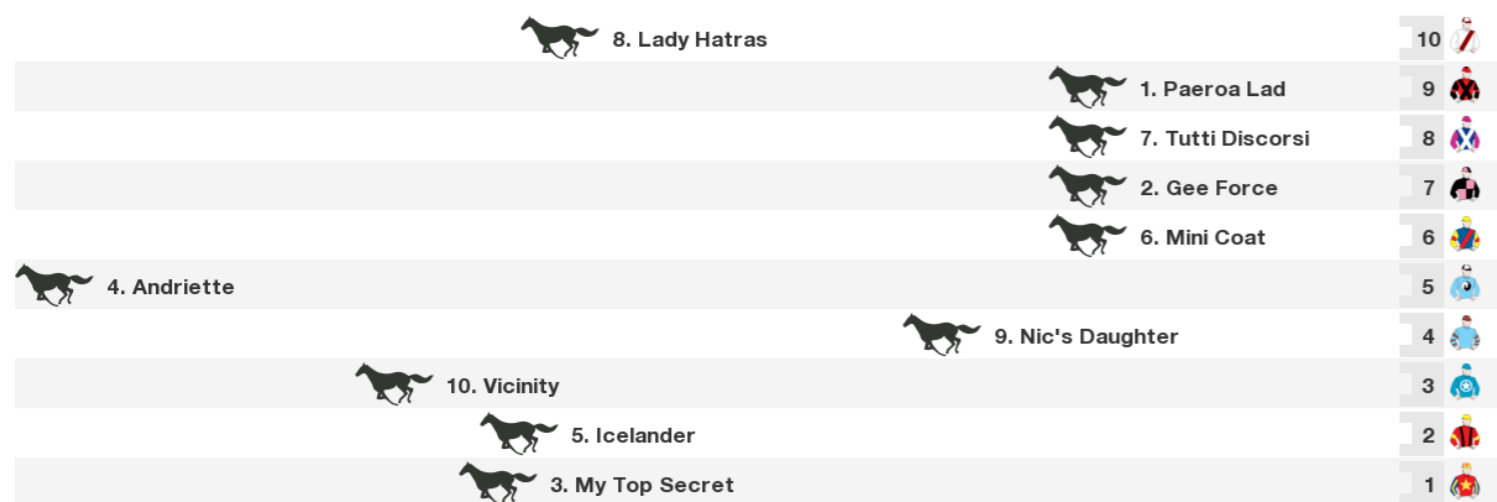 8. Lady Hatras 10
1. Paeroa Lad 9
7. Tutti Discorsi 8
2. Gee Force 7
6. Mini Coat 6
4. Andriette 5
9. Nic's Daughter 4
10. Vicinity 3
5. Icelander 2
3. My Top Secret 1